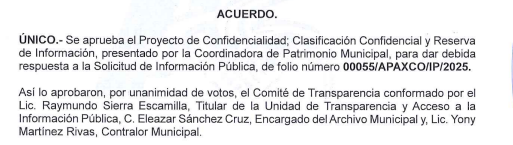 ACUERDO.
ÚNICO.- Se aprueba el Proyecto de Confidencialidad; Clasificación Confidencial y Reserva
de Información, presentado por la Coordinadora de Patrimonio Municipal, para dar debida
respuesta a la Solicitud de Información Pública, de folio número 00055/APAXCO/IP/2025.
Así lo aprobaron, por unanimidad de votos, el Comité de Transparencia conformado por el
Lic. Raymundo Sierra Escamilla, Titular de la Unidad de Transparencia y Acceso a la
Información Pública, C. Eleazar Sánchez Cruz, Encargado del Archivo Municipal y, Lic. Yony
Martínez Rivas, Contralor Municipal.